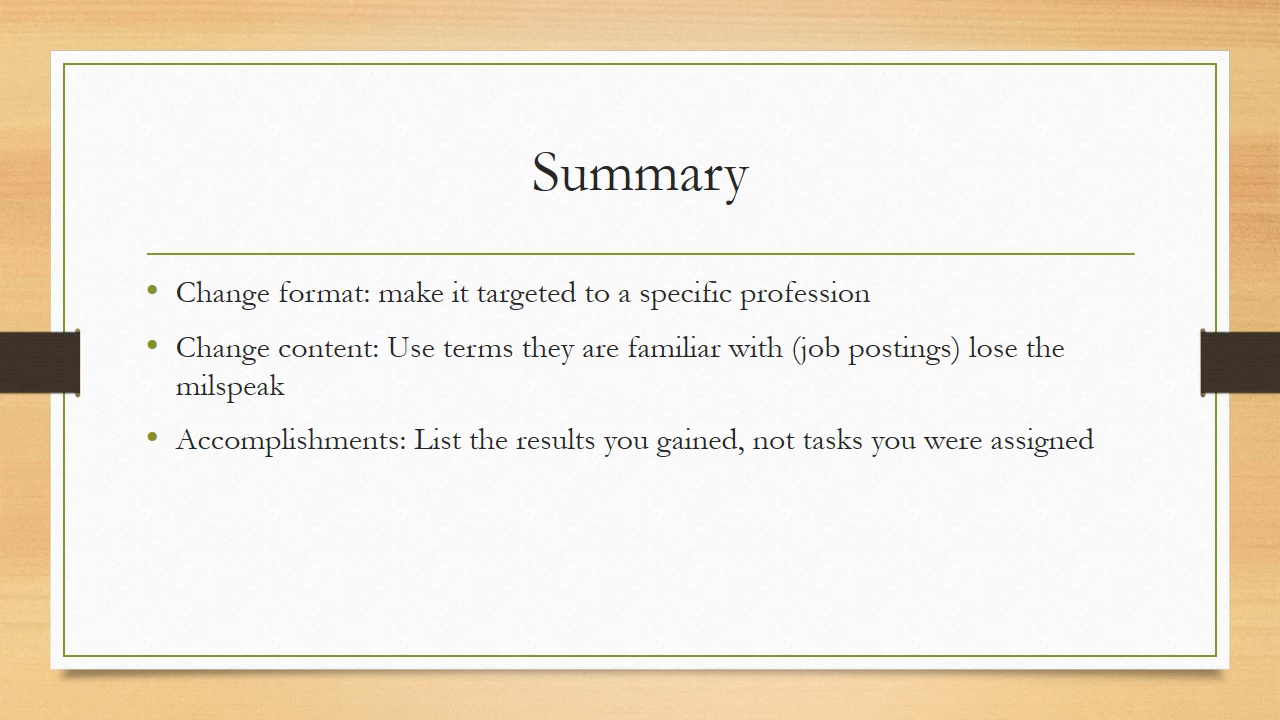 Summary
• Change format: make it targeted to a specific profession
• Change content: Use terms they are familiar with (job postings) lose the
milspeak
• Accomplishments: List the results you gained, not tasks you were assigned